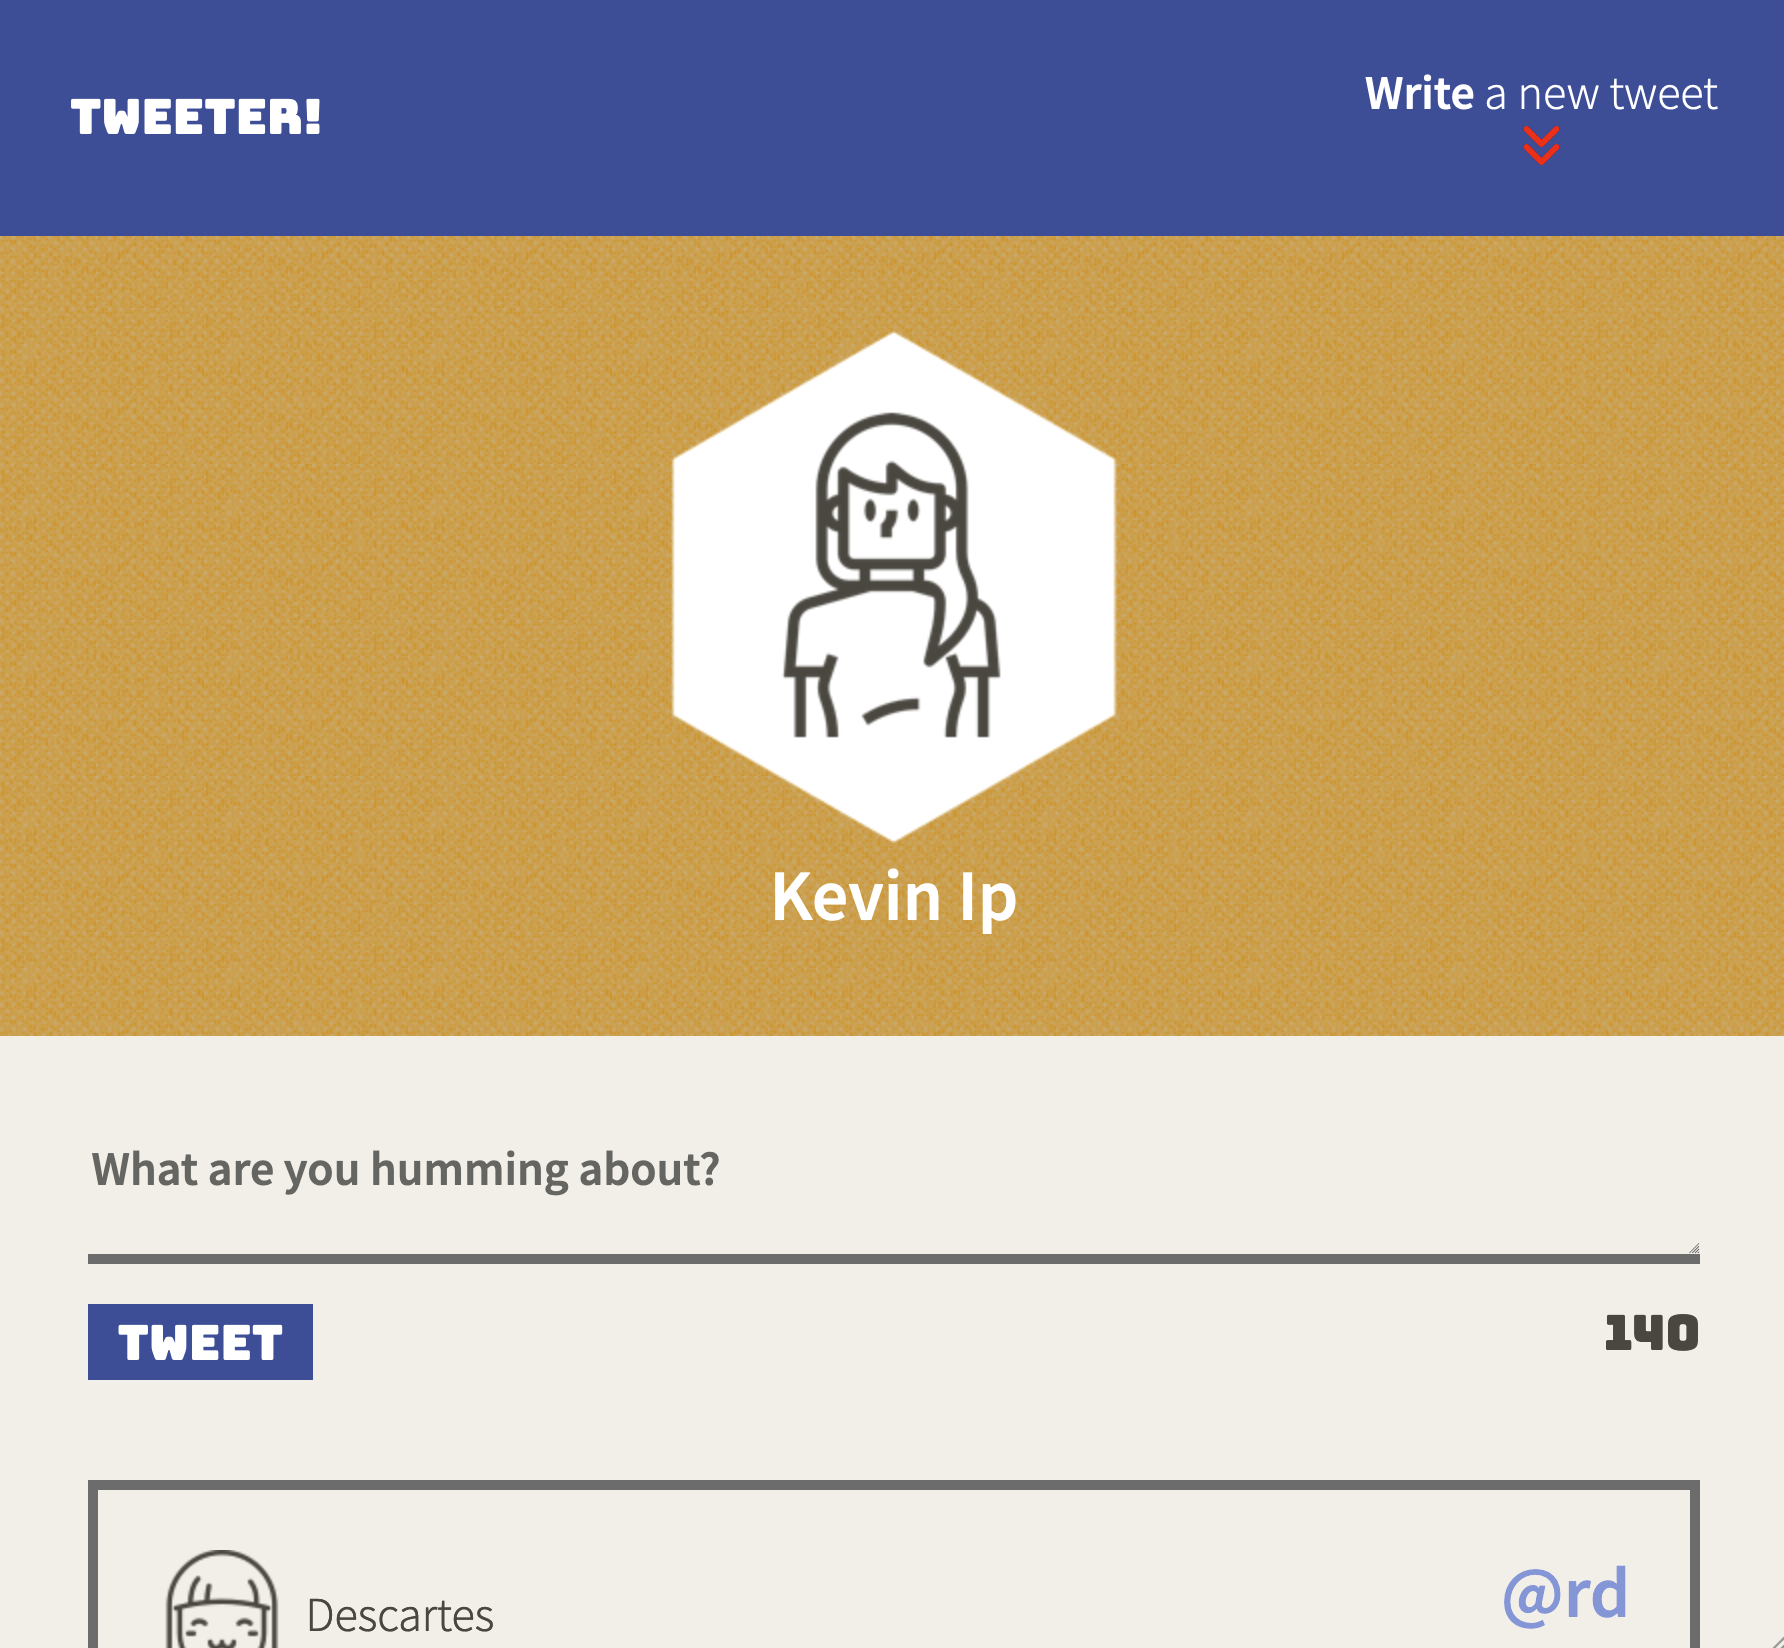 TWEETER!
Write a new tweet
Kevin Ip
What are you humming about?
TWEET
140
Descartes
@rd